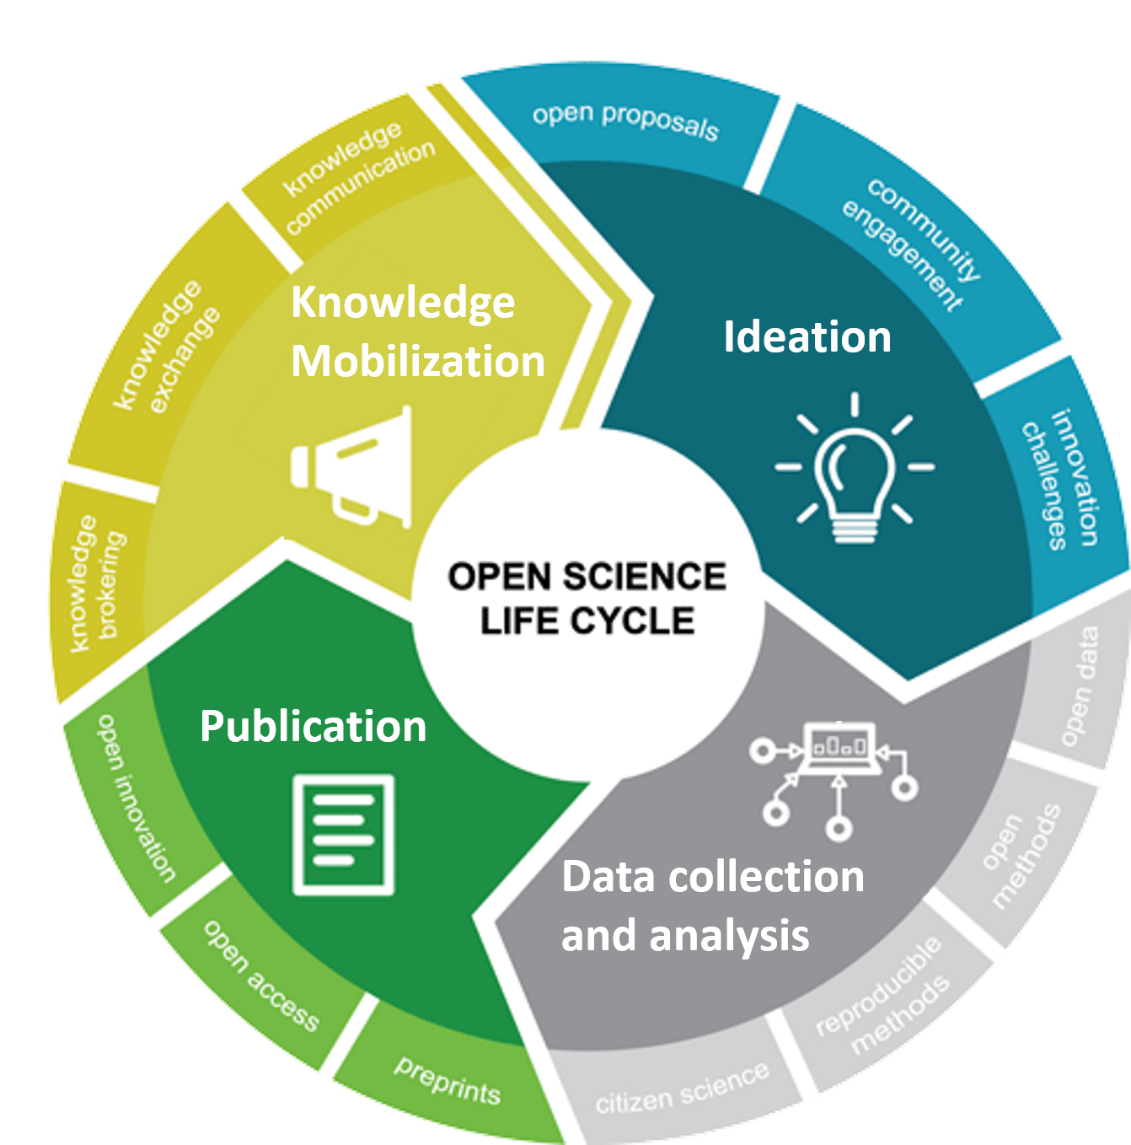 OPEN SCIENCE
LIFE CYCLE
Ideation
open proposals
community
engagement
innovation
challenges
Data collection
and analysis
open data
open
methods
reproducible
methods
citizen science
Publication
preprints
open access
open innovation
Knowledge
Mobilization
knowledge
brokering
knowledge
exchange
knowledge
communication